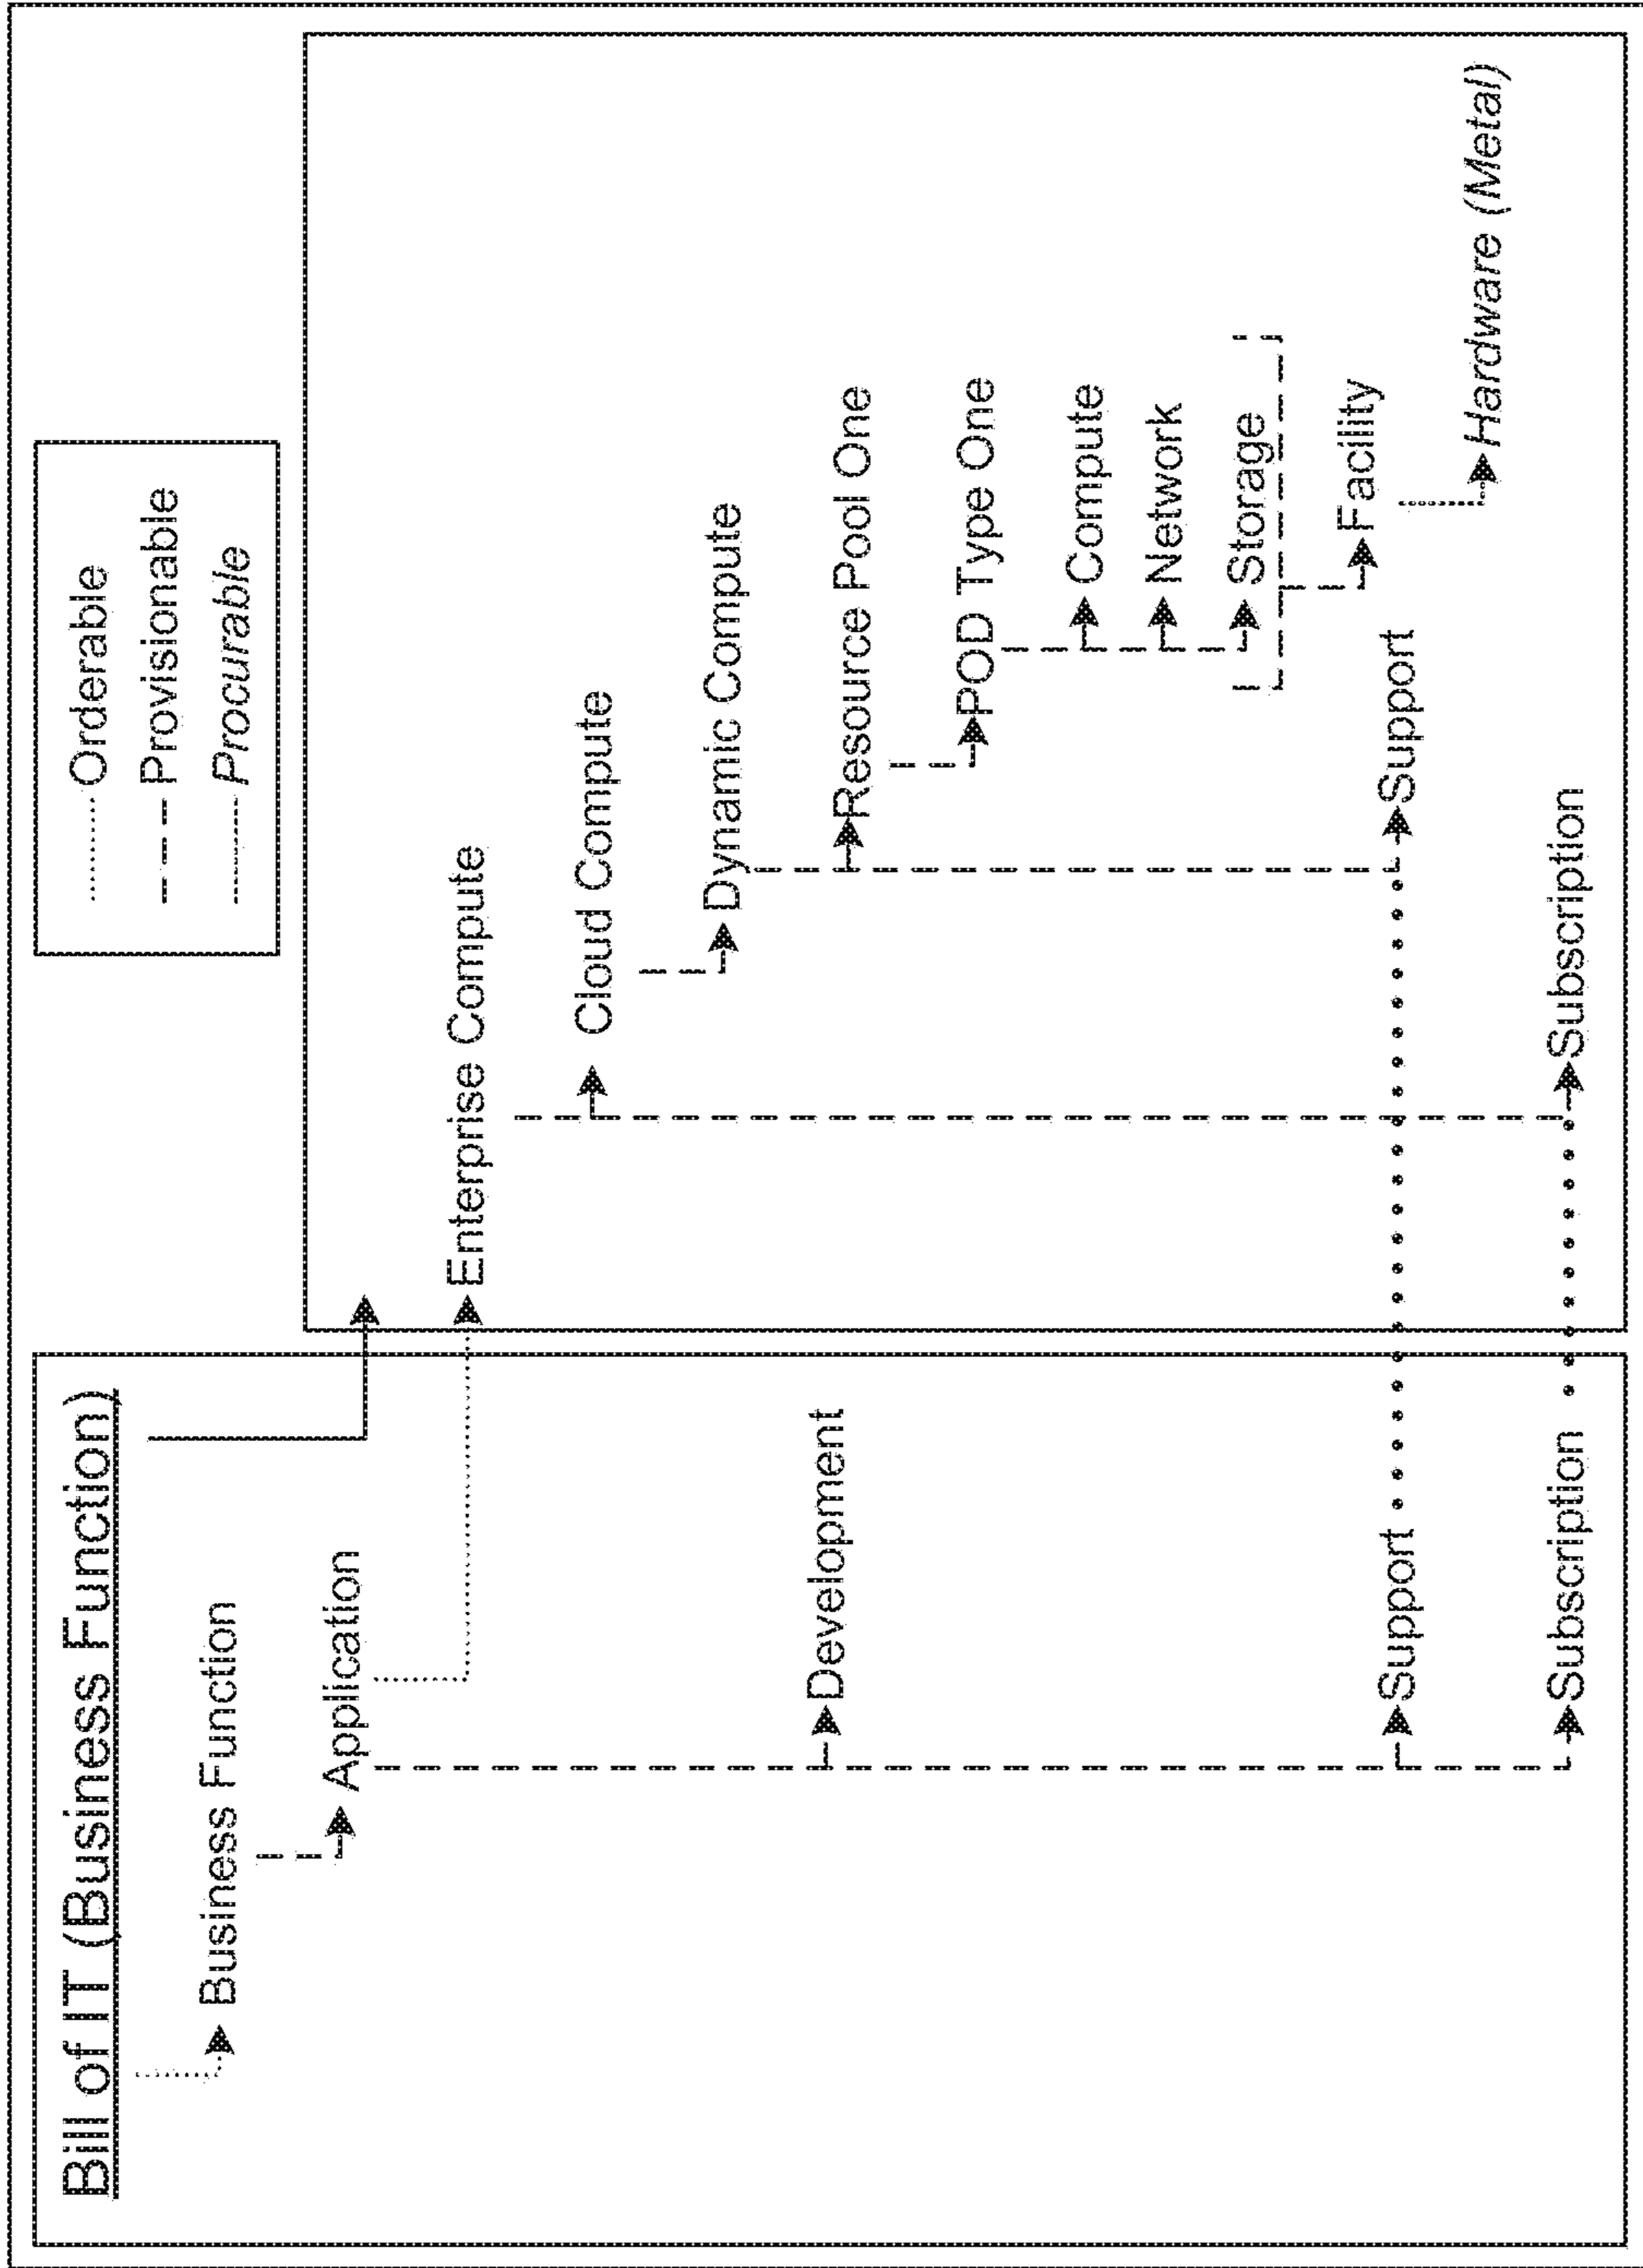 Bill of IT (Business Function)
Orderable
Provisionable
Procurable
Business Function
Application
Enterprise Compute
Cloud Compute
Dynamic Compute
Development
Resource Pool One
POD Type One
Compute
Network
Storage
Facility
Support
Support
Hardware (Metal)
Subscription
Subscription